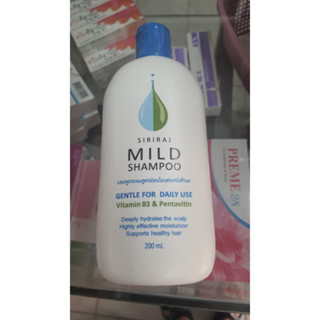 SIRIRAJ
MILD
SHAMPOO
GENTLE FOR DAILY USE
Vitamin B3 & Pentavitin
Deeply hydrates the scalp
Highly effective moisturizer
Supports healthy hair
200 mL
PREME